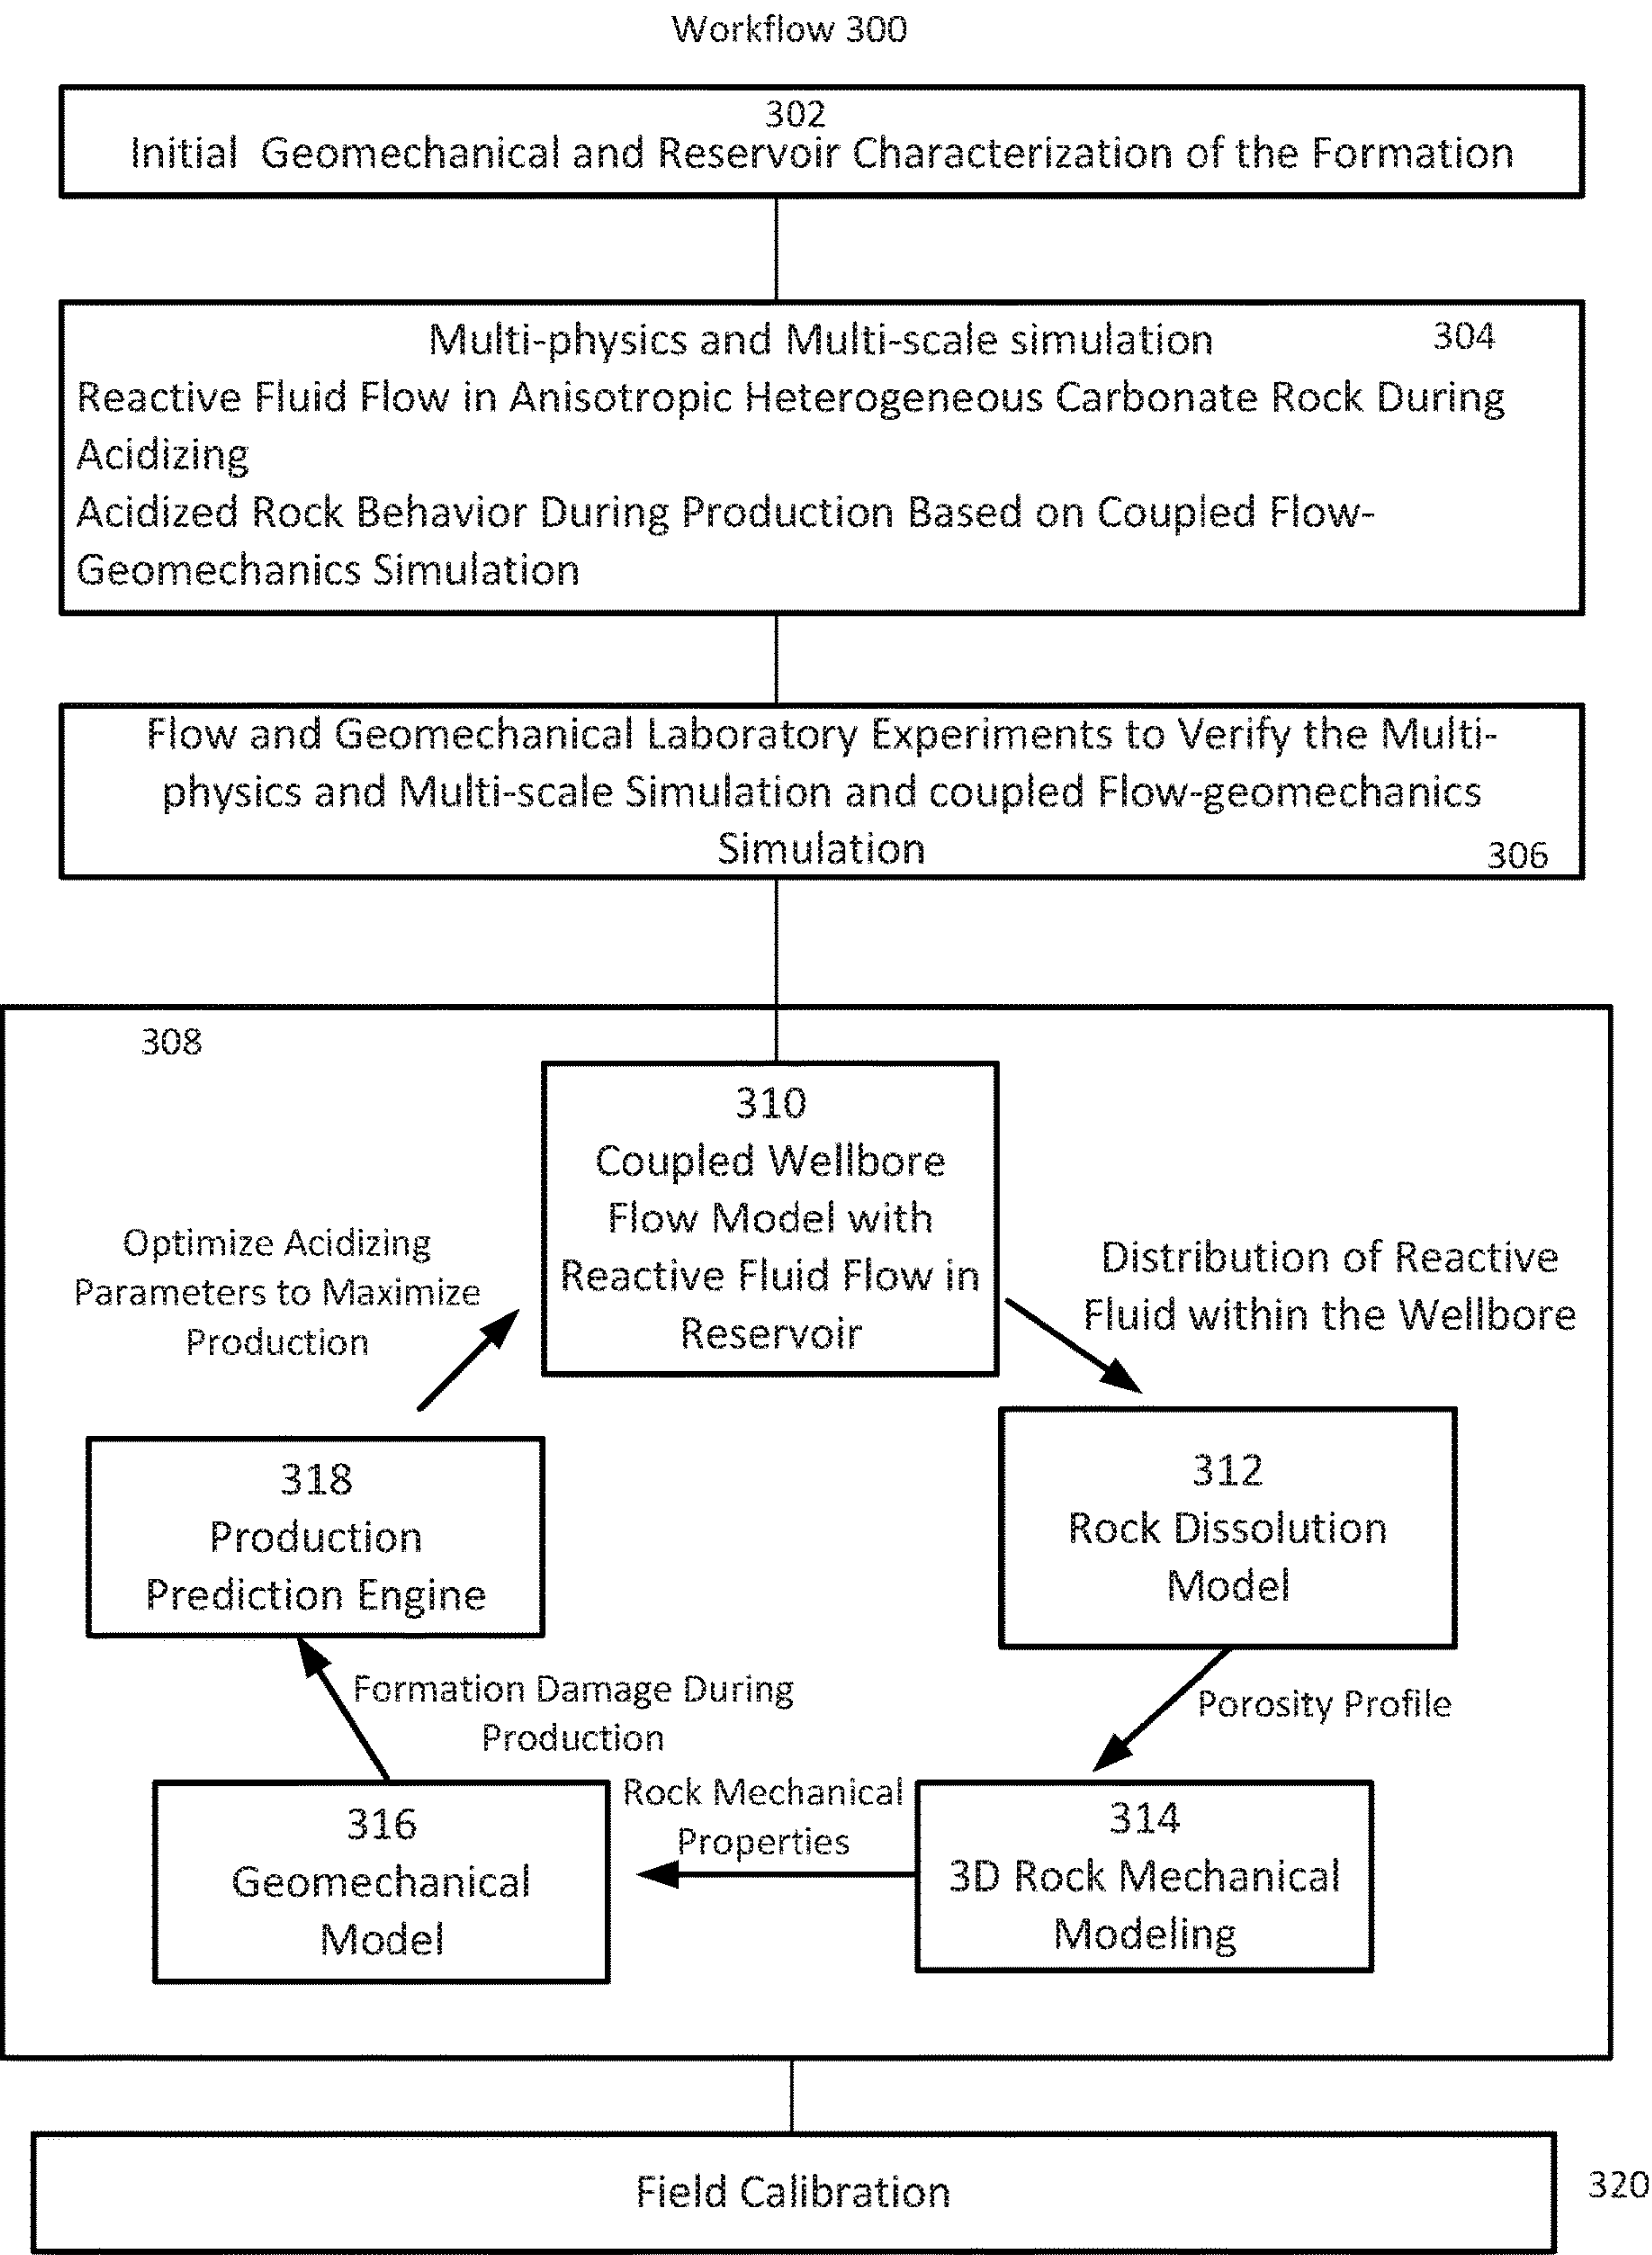 Workflow 300
302
Initial Geomechanical and Reservoir Characterization of the Formation
Multi-physics and Multi-scale simulation
304
Reactive Fluid Flow in Anisotropic Heterogeneous Carbonate Rock During
Acidizing
Acidized Rock Behavior During Production Based on Coupled Flow-
Geomechanics Simulation
Flow and Geomechanical Laboratory Experiments to Verify the Multi-
physics and Multi-scale Simulation and coupled Flow-geomechanics
Simulation
306
308
310
Coupled Wellbore
Flow Model with
Reactive Fluid Flow in
Reservoir
Distribution of Reactive
Fluid within the Wellbore
312
Rock Dissolution
Model
Porosity Profile
314
3D Rock Mechanical
Modeling
Rock Mechanical
Properties
316
Geomechanical
Model
Formation Damage During
Production
318
Production
Prediction Engine
Optimize Acidizing
Parameters to Maximize
Production
Field Calibration
320